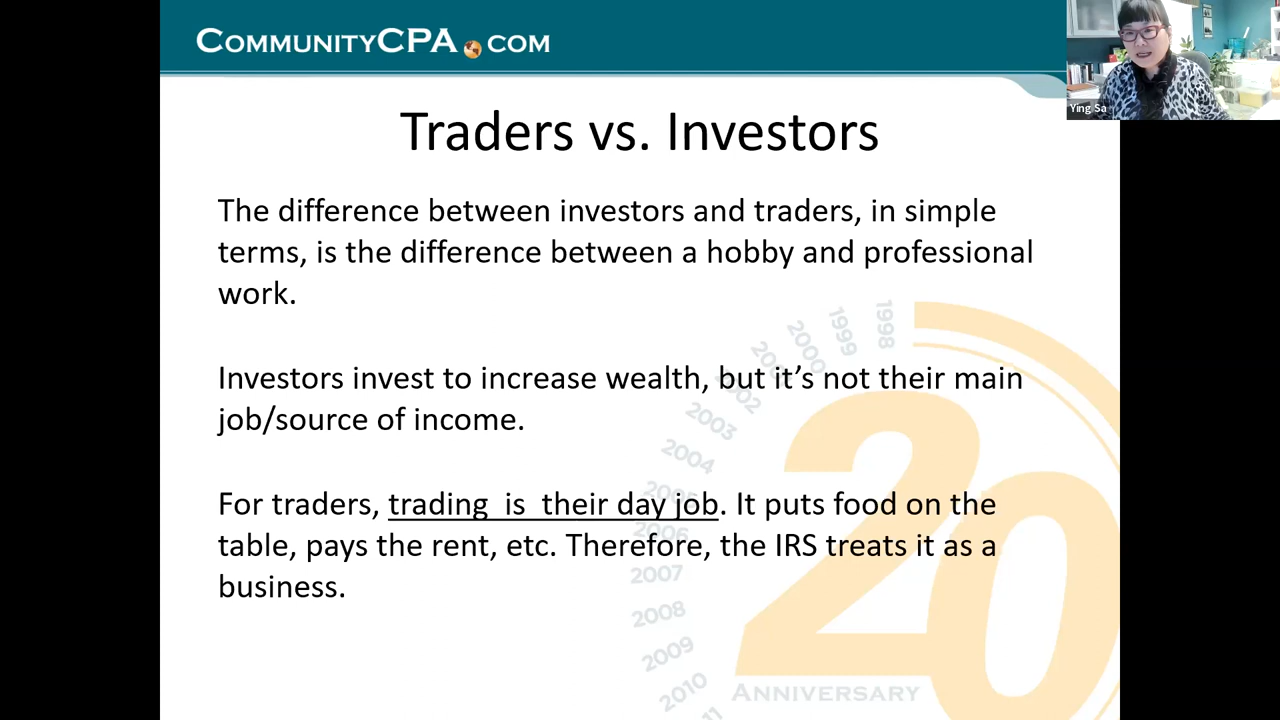 COMMUNITYCPA.COM
Ying Sa
Traders vs. Investors
The difference between investors and traders, in simple
terms, is the difference between a hobby and professional
work.
Investors invest to increase wealth, but it’s not their main
job/source of income.
For traders, trading is their day job. It puts food on the
table, pays the rent, etc. Therefore, the IRS treats it as a
business.
1998
1999
2000
2002
2003
2004
2005
2006
2007
2008
2009
2010
20
ANNIVERSARY